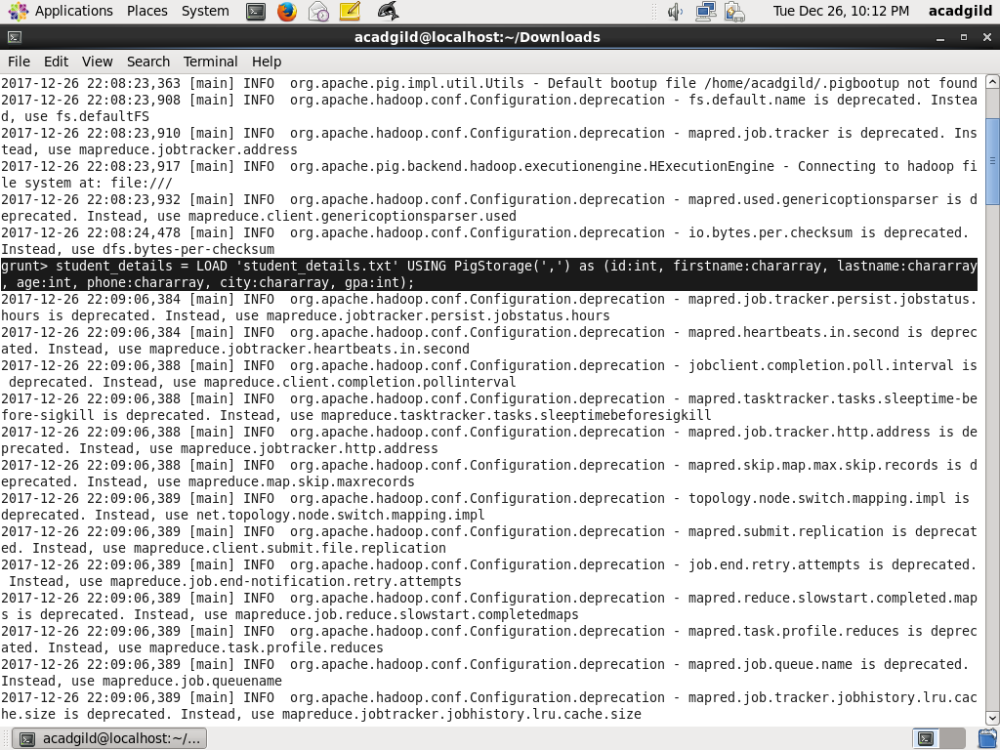 Applications Places System Tue Dec 26, 10:12 PM acadgild
acadgild@localhost:~/Downloads
File Edit View Search Terminal Help
2017-12-26 22:08:23,363 [main] INFO  org.apache.pig.impl.util.Utils - Default bootup file /home/acadgild/.pigbootup not found
2017-12-26 22:08:23,908 [main] INFO  org.apache.hadoop.conf.Configuration.deprecation - fs.default.name is deprecated. Instea
d, use fs.defaultFS
2017-12-26 22:08:23,910 [main] INFO  org.apache.hadoop.conf.Configuration.deprecation - mapred.job.tracker is deprecated. Ins
tead, use mapreduce.jobtracker.address
2017-12-26 22:08:23,917 [main] INFO  org.apache.pig.backend.hadoop.executionengine.HExecutionEngine - Connecting to hadoop fi
le system at: file:///
2017-12-26 22:08:23,932 [main] INFO  org.apache.hadoop.conf.Configuration.deprecation - mapred.used.genericoptionsparser is d
eprecated. Instead, use mapreduce.client.genericoptionsparser.used
2017-12-26 22:08:24,478 [main] INFO  org.apache.hadoop.conf.Configuration.deprecation - io.bytes.per.checksum is deprecated.
Instead, use dfs.bytes-per-checksum
grunt> student_details = LOAD 'student_details.txt' USING PigStorage(',') as (id:int, firstname:chararray, lastname:chararray
, age:int, phone:chararray, city:chararray, gpa:int);
2017-12-26 22:09:06,384 [main] INFO  org.apache.hadoop.conf.Configuration.deprecation - mapred.job.tracker.persist.jobstatus.
hours is deprecated. Instead, use mapreduce.jobtracker.persist.jobstatus.hours
2017-12-26 22:09:06,384 [main] INFO  org.apache.hadoop.conf.Configuration.deprecation - mapred.heartbeats.in.second is deprec
ated. Instead, use mapreduce.jobtracker.heartbeats.in.second
2017-12-26 22:09:06,388 [main] INFO  org.apache.hadoop.conf.Configuration.deprecation - jobclient.completion.poll.interval is
 deprecated. Instead, use mapreduce.client.completion.pollinterval
2017-12-26 22:09:06,388 [main] INFO  org.apache.hadoop.conf.Configuration.deprecation - mapred.tasktracker.tasks.sleeptime-be
fore-sigkill is deprecated. Instead, use mapreduce.tasktracker.tasks.sleeptimebeforesigkill
2017-12-26 22:09:06,388 [main] INFO  org.apache.hadoop.conf.Configuration.deprecation - mapred.job.tracker.http.address is de
precated. Instead, use mapreduce.jobtracker.http.address
2017-12-26 22:09:06,388 [main] INFO  org.apache.hadoop.conf.Configuration.deprecation - mapred.skip.map.max.skip.records is d
eprecated. Instead, use mapreduce.map.skip.maxrecords
2017-12-26 22:09:06,389 [main] INFO  org.apache.hadoop.conf.Configuration.deprecation - topology.node.switch.mapping.impl is
deprecated. Instead, use net.topology.node.switch.mapping.impl
2017-12-26 22:09:06,389 [main] INFO  org.apache.hadoop.conf.Configuration.deprecation - mapred.submit.replication is deprecat
ed. Instead, use mapreduce.client.submit.file.replication
2017-12-26 22:09:06,389 [main] INFO  org.apache.hadoop.conf.Configuration.deprecation - job.end.retry.attempts is deprecated.
 Instead, use mapreduce.job.end-notification.retry.attempts
2017-12-26 22:09:06,389 [main] INFO  org.apache.hadoop.conf.Configuration.deprecation - mapred.reduce.slowstart.completed.map
s is deprecated. Instead, use mapreduce.job.reduce.slowstart.completedmaps
2017-12-26 22:09:06,389 [main] INFO  org.apache.hadoop.conf.Configuration.deprecation - mapred.task.profile.reduces is deprec
ated. Instead, use mapreduce.task.profile.reduces
2017-12-26 22:09:06,389 [main] INFO  org.apache.hadoop.conf.Configuration.deprecation - mapred.job.queue.name is deprecated.
Instead, use mapreduce.job.queuename
2017-12-26 22:09:06,389 [main] INFO  org.apache.hadoop.conf.Configuration.deprecation - mapred.job.tracker.jobhistory.lru.cac
he.size is deprecated. Instead, use mapreduce.jobtracker.jobhistory.lru.cache.size
acadgild@localhost:~/...